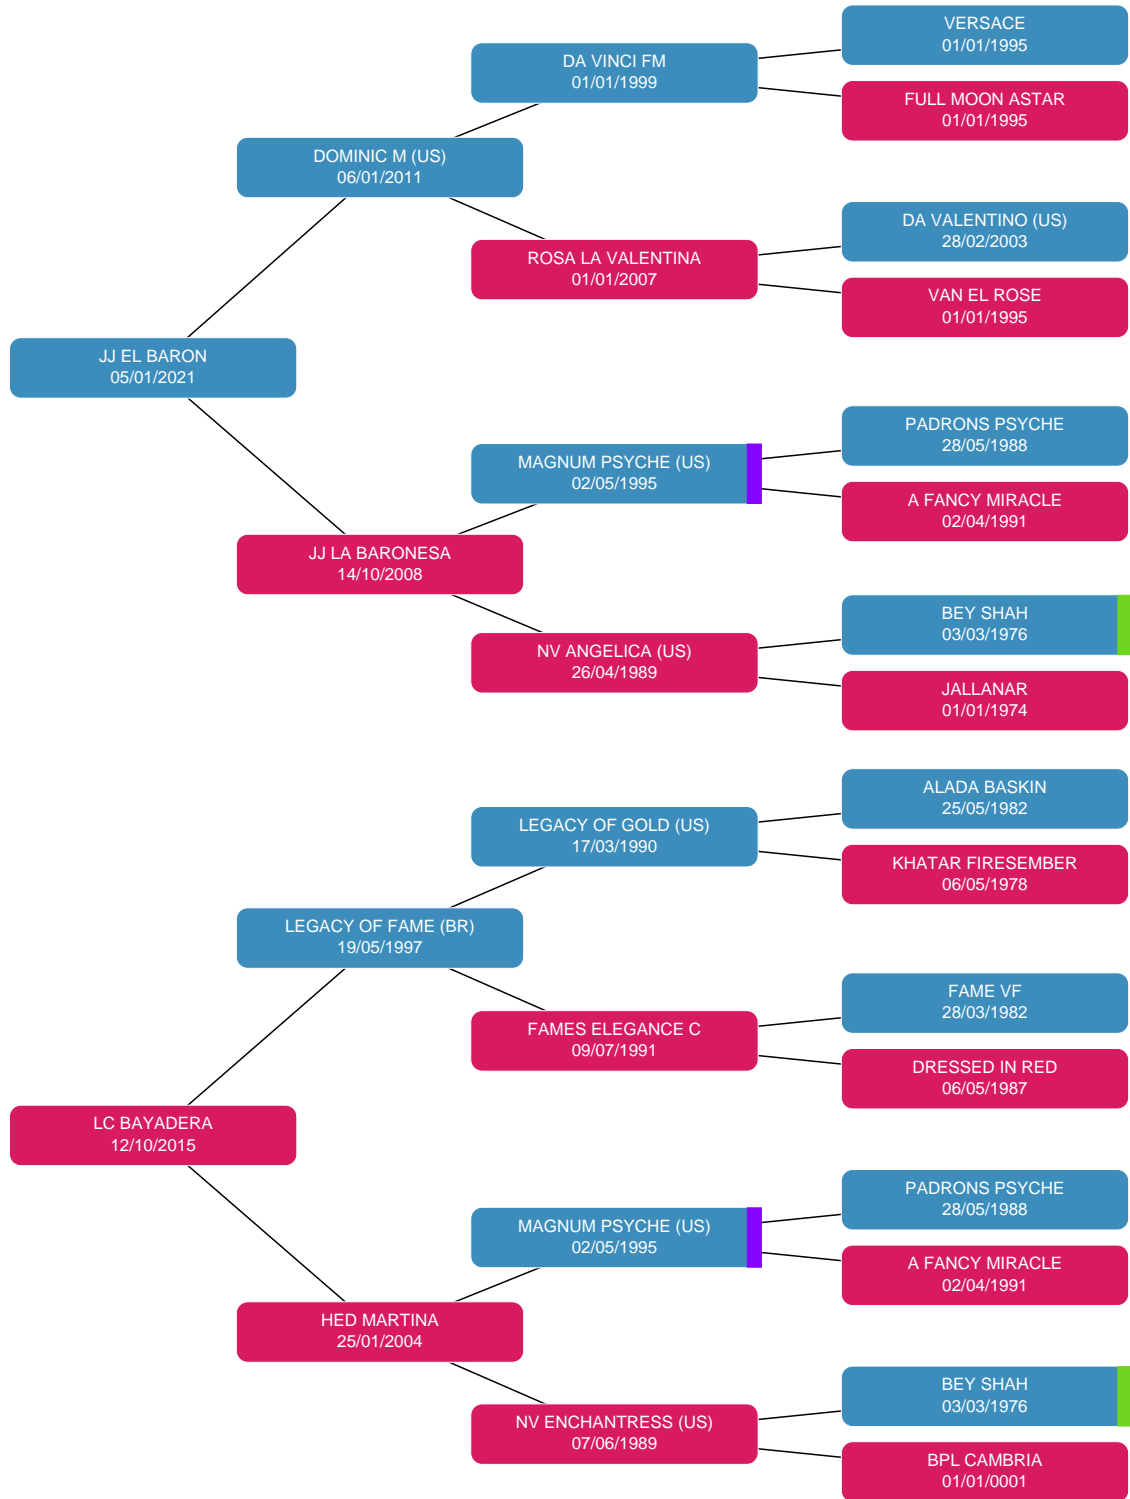 VERSACE
01/01/1995
DA VINCI FM
01/01/1999
FULL MOON ASTAR
01/01/1995
DOMINIC M (US)
06/01/2011
DA VALENTINO (US)
28/02/2003
ROSA LA VALENTINA
01/01/2007
VAN EL ROSE
01/01/1995
JJ EL BARON
05/01/2021
PADRONS PSYCHE
28/05/1988
MAGNUM PSYCHE (US)
02/05/1995
A FANCY MIRACLE
02/04/1991
JJ LA BARONESA
14/10/2008
BEY SHAH
03/03/1976
NV ANGELICA (US)
26/04/1989
JALLANAR
01/01/1974
ALADA BASKIN
25/05/1982
LEGACY OF GOLD (US)
17/03/1990
KHATAR FIRESEMBER
06/05/1978
LEGACY OF FAME (BR)
19/05/1997
FAME VF
28/03/1982
FAMES ELEGANCE C
09/07/1991
DRESSED IN RED
06/05/1987
LC BAYADERA
12/10/2015
PADRONS PSYCHE
28/05/1988
MAGNUM PSYCHE (US)
02/05/1995
A FANCY MIRACLE
02/04/1991
HED MARTINA
25/01/2004
BEY SHAH
03/03/1976
NV ENCHANTRESS (US)
07/06/1989
BPL CAMBRIA
01/01/0001